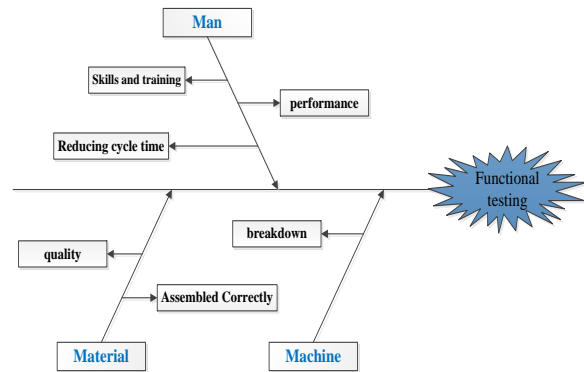 Man
Skills and training
performance
Reducing cycle time
Functional
testing
breakdown
quality
Assembled Correctly
Material
Machine